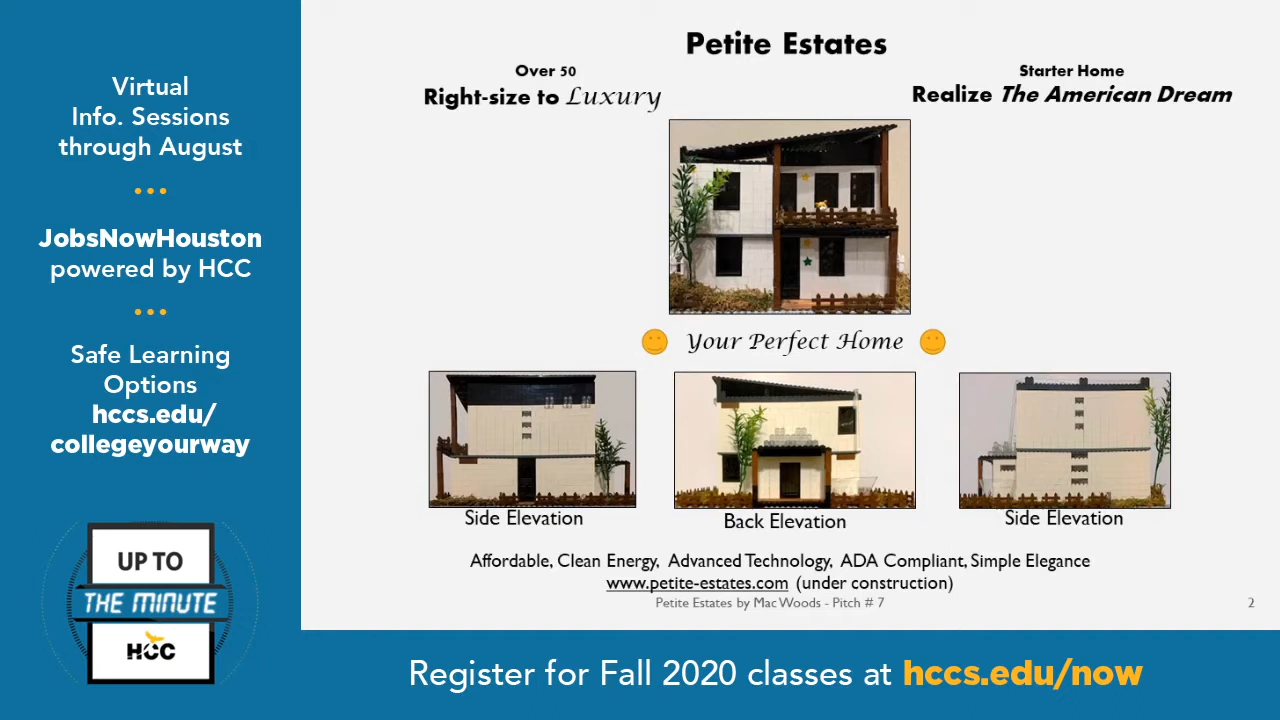 Virtual
Info. Sessions
through August
JobsNowHouston
powered by HCC
Safe Learning
Options
hccs.edu/
collegeyourway
UP TO
THE MINUTE
HCC
Petite Estates
Over 50
Right-size to Luxury
Starter Home
Realize The American Dream
Your Perfect Home
Side Elevation
Back Elevation
Side Elevation
Affordable, Clean Energy, Advanced Technology, ADA Compliant, Simple Elegance
www.petite-estates.com (under construction)
Petite Estates by Mac Woods - Pitch # 7
2
Register for Fall 2020 classes at hccs.edu/now